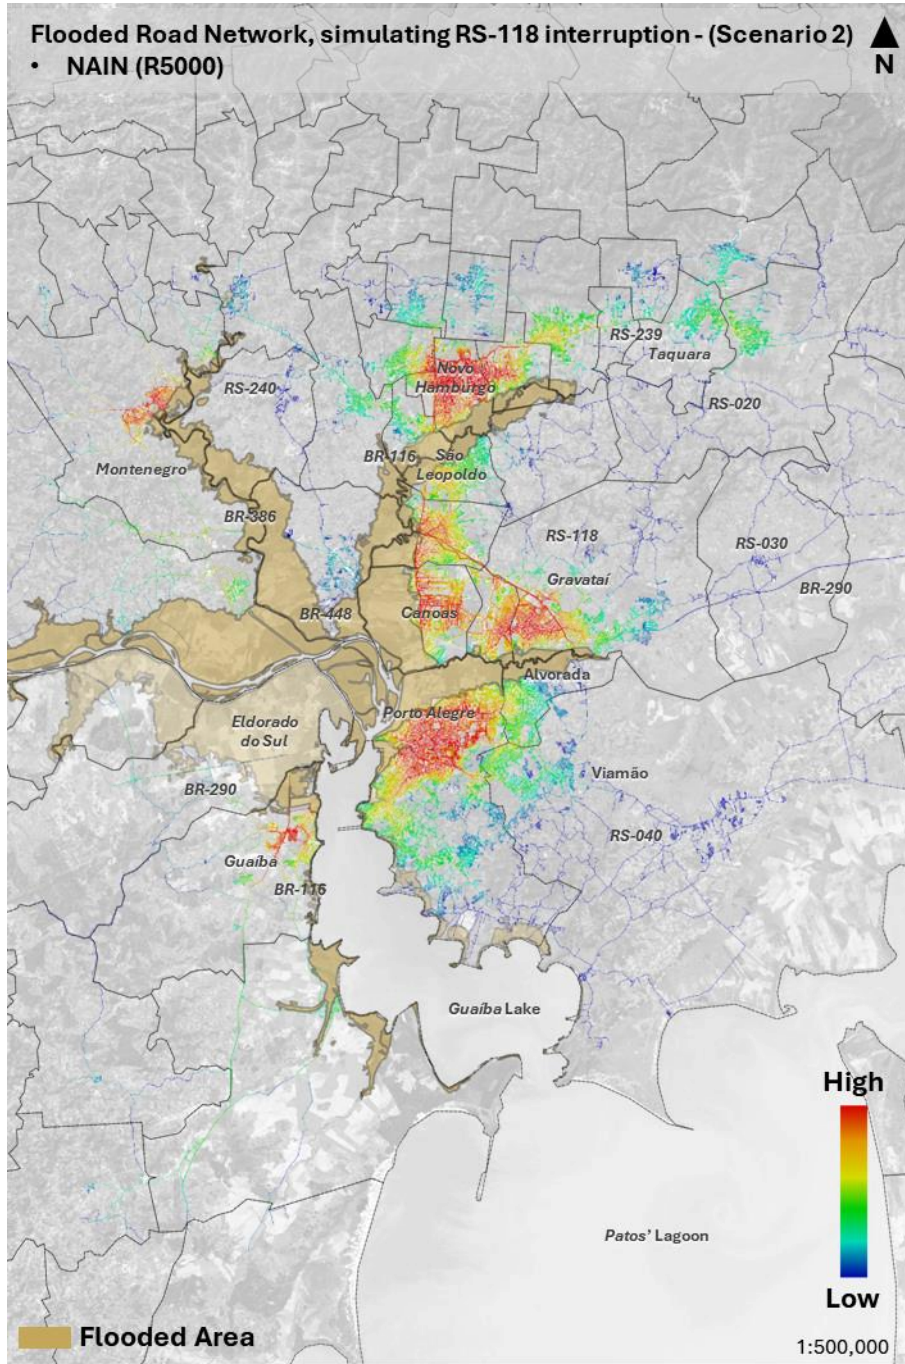 Flooded Road Network, simulating RS-118 interruption - (Scenario 2)
• NAIN (R5000)
N
RS-239
Taquara
Novo
Hamburgo
RS-240
RS-020
BR-116
São
Leopoldo
Montenegro
BR-386
RS-118
RS-030
Gravataí
BR-290
BR-448
Canoas
Alvorada
Porto Alegre
Eldorado
do Sul
Viamão
BR-290
RS-040
Guaíba
BR-116
Guaíba Lake
High
Patos' Lagoon
Low
Flooded Area
1:500,000